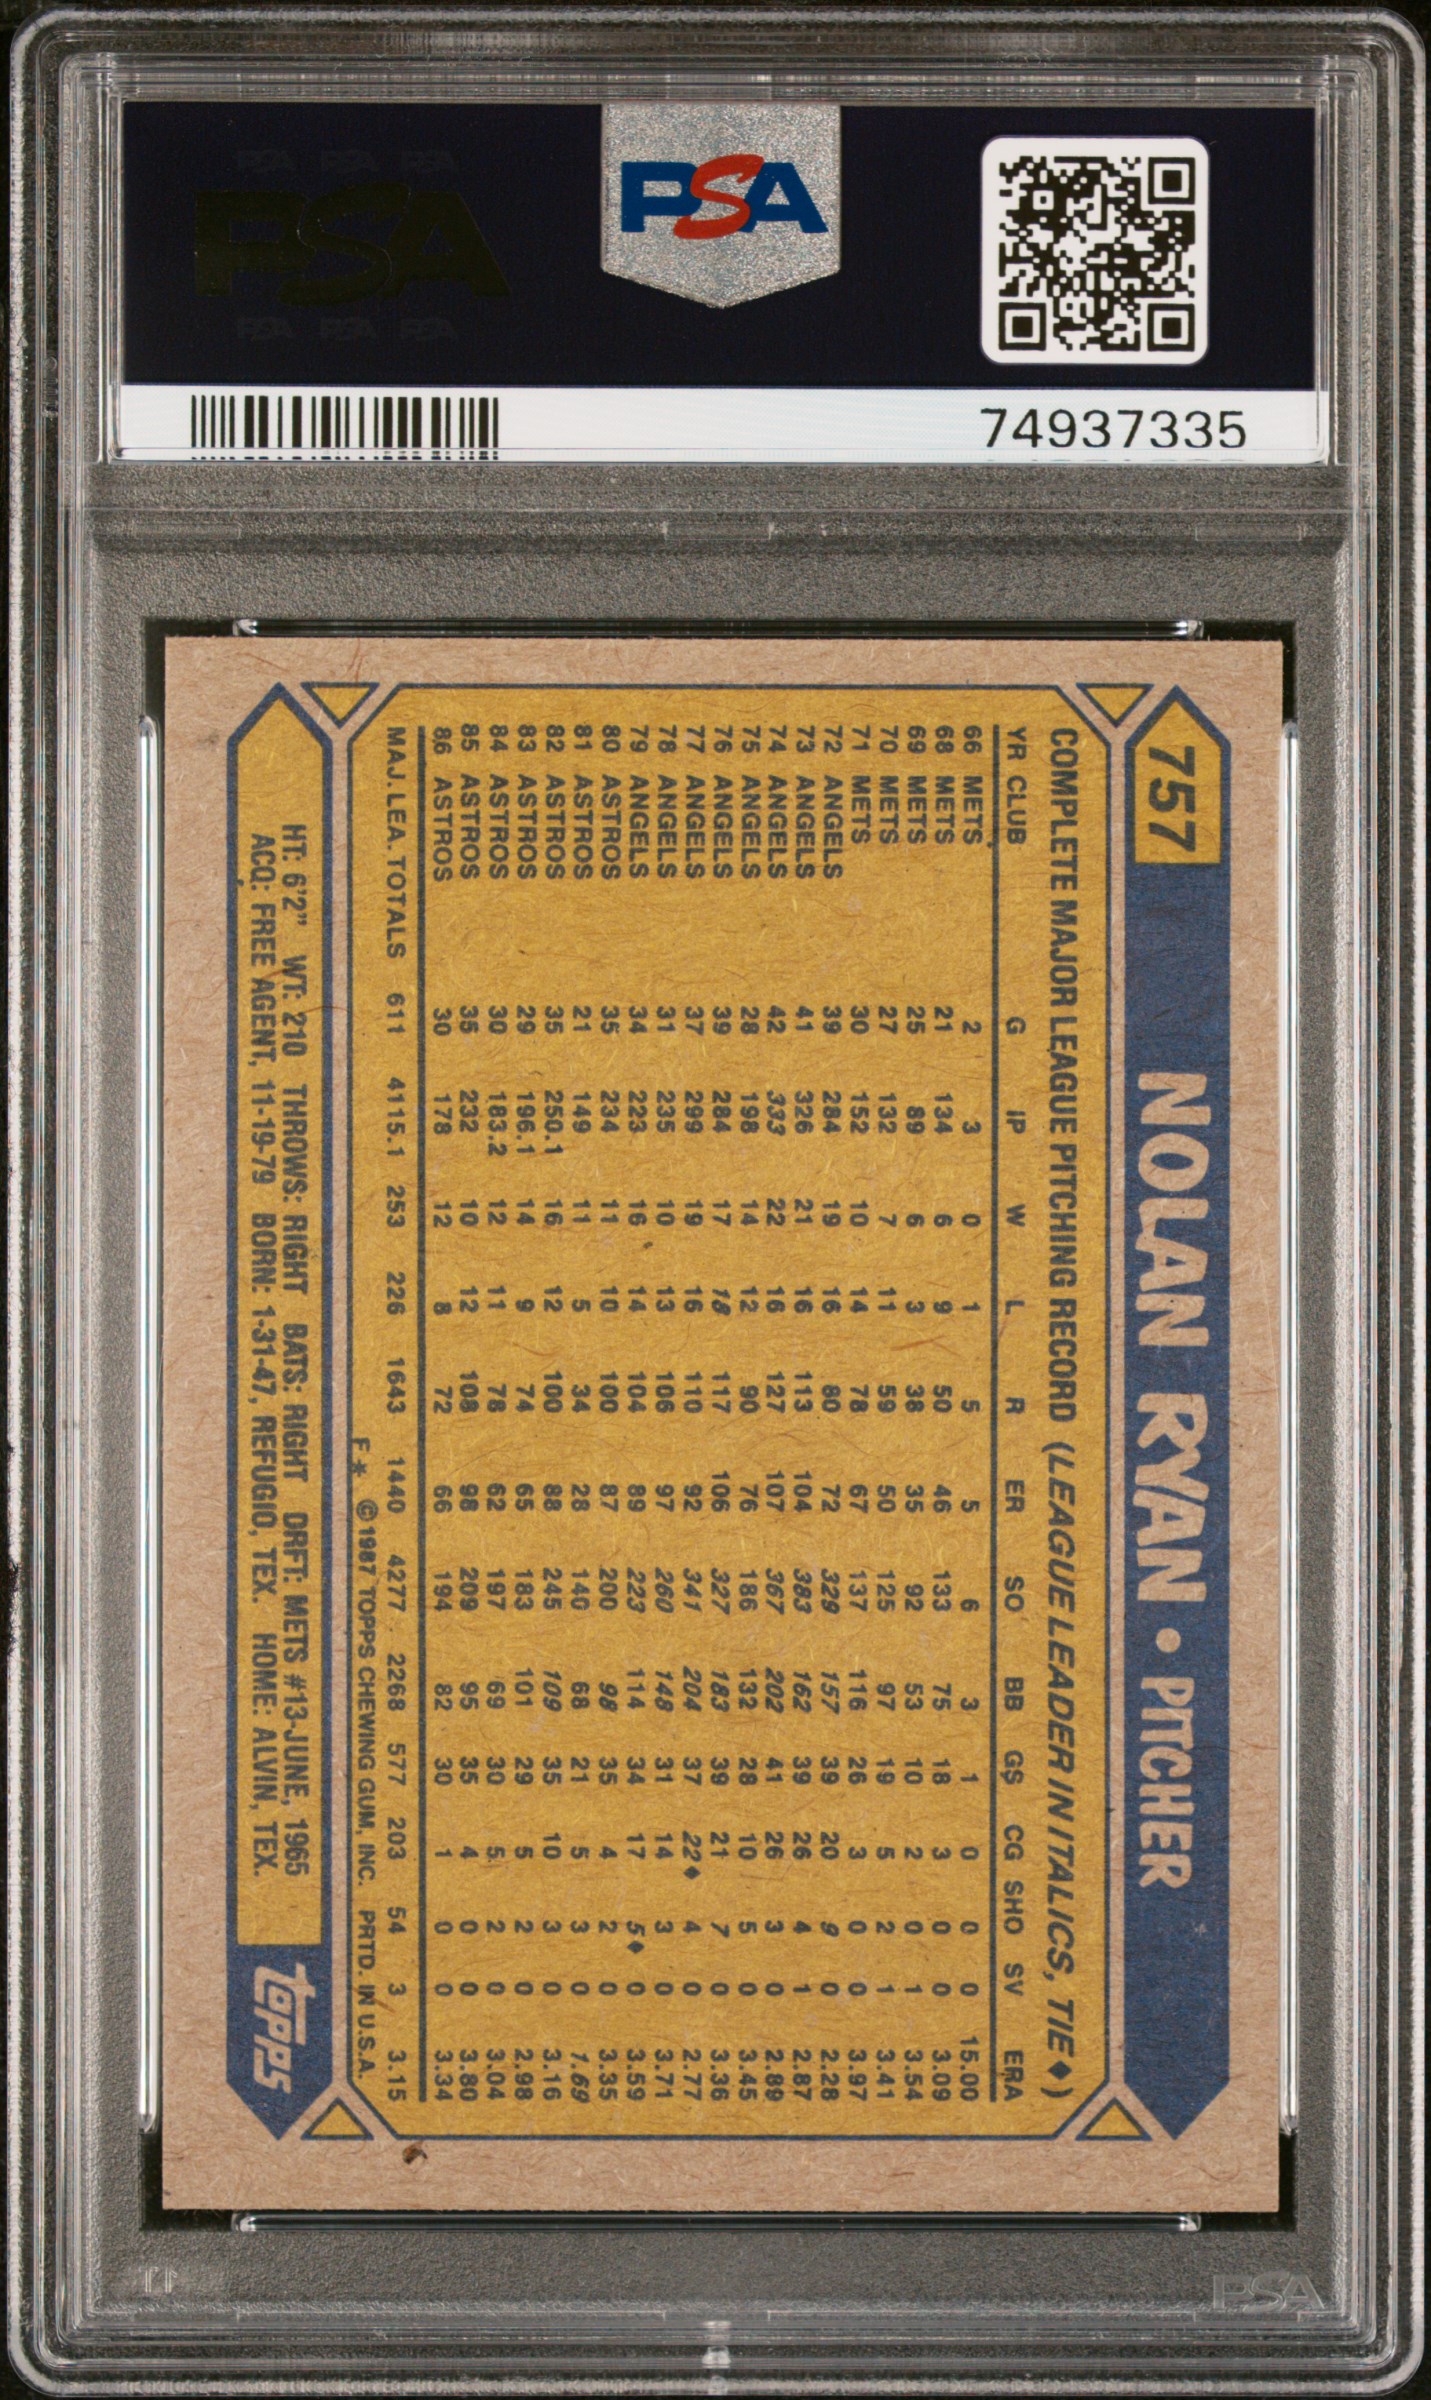 PSA PSA PSA
PSA
PSA PSA PSA
PSA
74937335
757 NOLAN RYAN • PITCHER
COMPLETE MAJOR LEAGUE PITCHING RECORD (LEAGUE LEADER IN ITALICS, TIE♦)
YR CLUB G IP W L R ER SO BB GS CG SHO SV ERA
66 METS 2 3 0 1 5 5 6 3 1 0 0 0 15.00
68 METS 21 134 6 9 50 46 133 75 18 3 0 0 3.09
69 METS 25 89 6 3 38 35 92 53 10 2 0 1 3.54
70 METS 27 132 7 11 59 50 125 97 19 5 2 1 3.41
71 METS 30 152 10 14 78 67 137 116 26 3 0 0 3.97
72 ANGELS 39 284 19 16 80 72 329 157 39 20 9 0 2.28
73 ANGELS 41 326 21 16 113 104 383 162 39 26 4 1 2.87
74 ANGELS 42 333 22 16 127 107 367 202 41 26 3 0 2.89
75 ANGELS 28 198 14 12 90 76 186 132 28 10 5 0 3.45
76 ANGELS 39 284 17 18 117 106 327 183 39 21 7 0 3.36
77 ANGELS 37 299 19 16 110 92 341 204 37 22♦ 4 0 2.77
78 ANGELS 31 235 10 13 106 97 260 148 31 14 3 0 3.71
79 ANGELS 34 223 16 14 104 89 223 114 34 17 5♦ 0 3.59
80 ASTROS 35 234 11 10 100 87 200 98 35 4 2 0 3.35
81 ASTROS 21 149 11 5 34 28 140 68 21 5 3 0 1.69
82 ASTROS 35 250.1 16 12 100 88 245 109 35 10 3 0 3.16
83 ASTROS 29 196.1 14 9 74 65 183 101 29 5 2 0 2.98
84 ASTROS 30 183.2 12 11 78 62 197 69 30 5 2 0 3.04
85 ASTROS 35 232 10 12 108 98 209 95 35 4 0 0 3.80
86 ASTROS 30 178 12 8 72 66 194 82 30 1 0 0 3.34
MAJ. LEA. TOTALS 611 4115.1 253 226 1643 1440 4277 2268 577 203 54 3 3.15
F* ©1987 TOPPS CHEWING GUM, INC. PRTD. IN U.S.A.
HT: 6'2" WT: 210 THROWS: RIGHT BATS: RIGHT DRFT: METS #13-JUNE, 1965
ACQ: FREE AGENT, 11-19-79 BORN: 1-31-47, REFUGIO, TEX. HOME: ALVIN, TEX.
topps
PSA